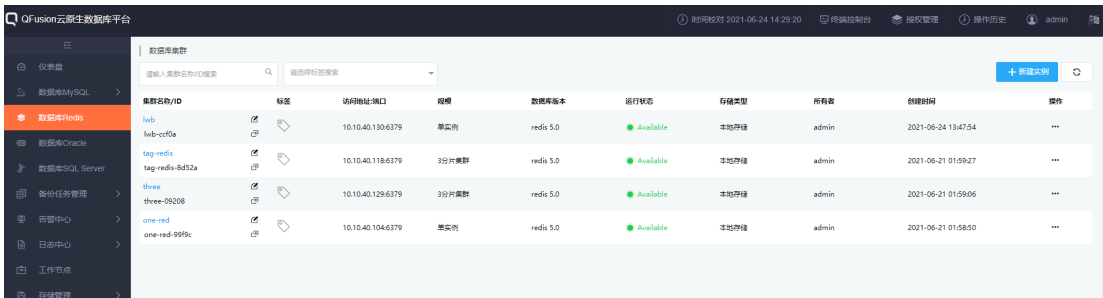 QFusion云原生数据库平台
时间校对 2021-06-24 14:29:20 终端控制台 授权管理 操作历史 admin
仪表盘
数据库MySQL
数据库Redis
数据库Oracle
数据库SQL Server
备份任务管理
告警中心
日志中心
工作节点
存储管理
数据库集群
请输入集群名称/ID搜索 请选择标签搜索 + 新建实例
集群名称/ID 标签 访问地址:端口 规模 数据库版本 运行状态 存储类型 所有者 创建时间 操作
lwb
lwb-ccf0a 10.10.40.130:6379 单实例 redis 5.0 Available 本地存储 admin 2021-06-24 13:47:54 •••
tag-redis
tag-redis-8d52a 10.10.40.118:6379 3分片集群 redis 5.0 Available 本地存储 admin 2021-06-21 01:59:27 •••
three
three-09208 10.10.40.129:6379 3分片集群 redis 5.0 Available 本地存储 admin 2021-06-21 01:59:06 •••
one-red
one-red-99f9c 10.10.40.104:6379 单实例 redis 5.0 Available 本地存储 admin 2021-06-21 01:58:50 •••